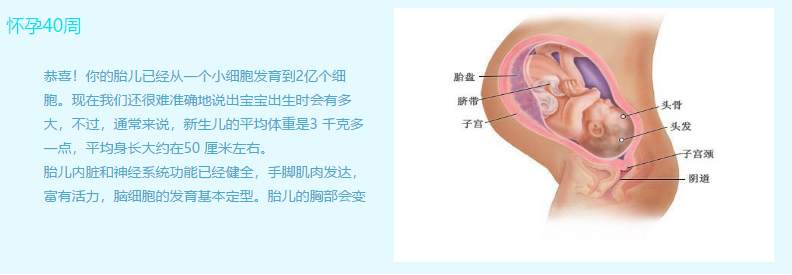 怀孕40周
恭喜！你的胎儿已经从一个小细胞发育到2亿个细
胞。现在我们还很难准确地说出宝宝出生时会有多
大，不过，通常来说，新生儿的平均体重是3 千克多
一点，平均身长大约在50 厘米左右。
胎儿内脏和神经系统功能已经健全，手脚肌肉发达，
富有活力，脑细胞的发育基本定型。胎儿的胸部会变
胎盘
脐带
子宫
头骨
头发
子宫颈
阴道